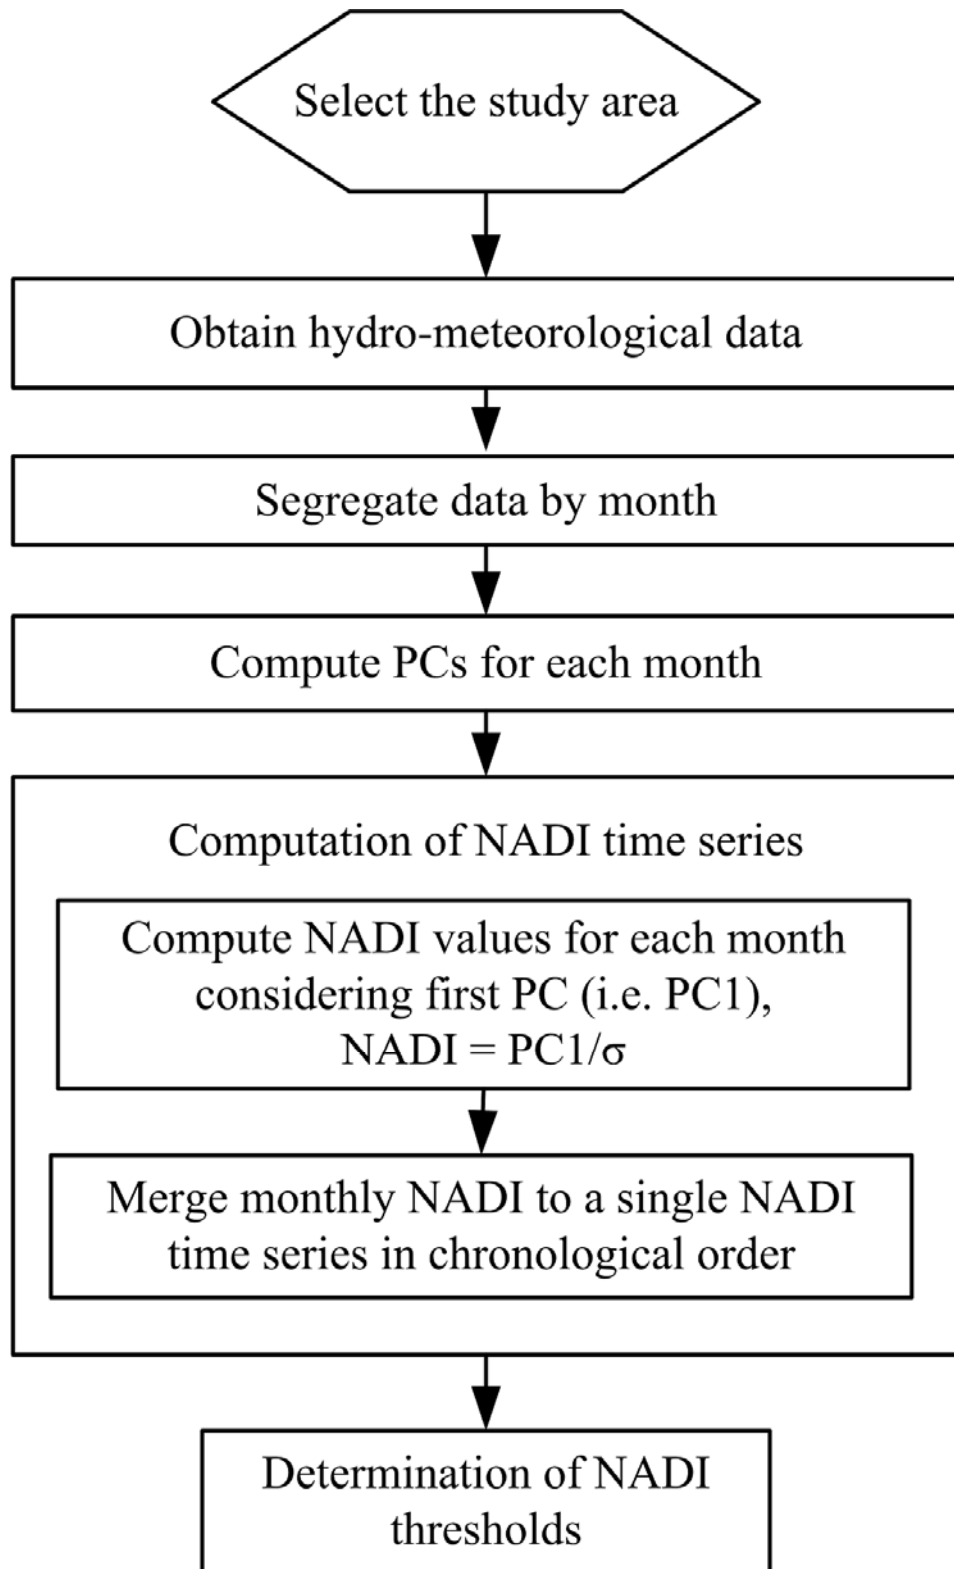 Select the study area
Obtain hydro-meteorological data
Segregate data by month
Compute PCs for each month
Computation of NADI time series
Compute NADI values for each month
considering first PC (i.e. PC1),
NADI = PC1/σ
Merge monthly NADI to a single NADI
time series in chronological order
Determination of NADI
thresholds